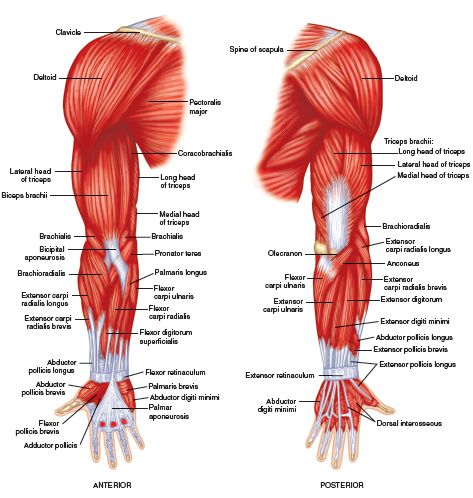 Clavicle
Deltoid
Pectoralis
major
Coracobrachialis
Lateral head
of triceps
Long head
of triceps
Biceps brachii
Medial head
of triceps
Brachialis
Brachialis
Bicipital
aponeurosis
Pronator teres
Brachioradialis
Palmaris longus
Flexor
carpi ulnaris
Extensor carpi
radialis longus
Flexor carpi
radialis
Extensor carpi
radialis brevis
Flexor digitorum
superficialis
Abductor
pollicis longus
Flexor retinaculum
Abductor
pollicis brevis
Palmaris brevis
Abductor digiti minimi
Palmar
aponeurosis
Flexor
pollicis brevis
Adductor pollicis
ANTERIOR
Spine of scapula
Deltoid
Triceps brachii:
Long head of triceps
Lateral head of triceps
Medial head of triceps
Brachioradialis
Extensor
carpi radialis longus
Olecranon
Anconeus
Flexor
carpi ulnaris
Extensor
carpi radialis brevis
Extensor
carpi ulnaris
Extensor digitorum
Extensor digiti minimi
Abductor pollicis longus
Extensor pollicis brevis
Extensor pollicis longus
Extensor retinaculum
Abductor
digiti minimi
Dorsal interosseous
POSTERIOR